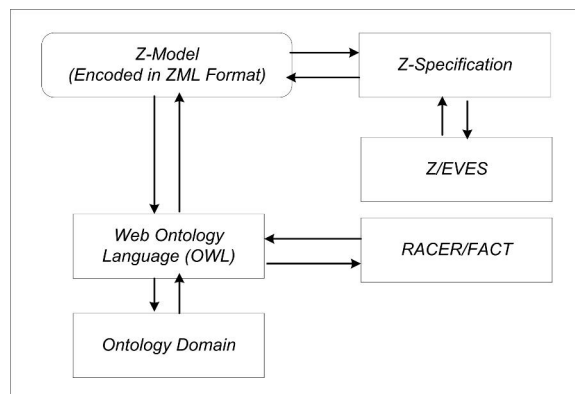 Z-Model
(Encoded in ZML Format)
Z-Specification
Z/EVES
Web Ontology
Language (OWL)
RACER/FACT
Ontology Domain